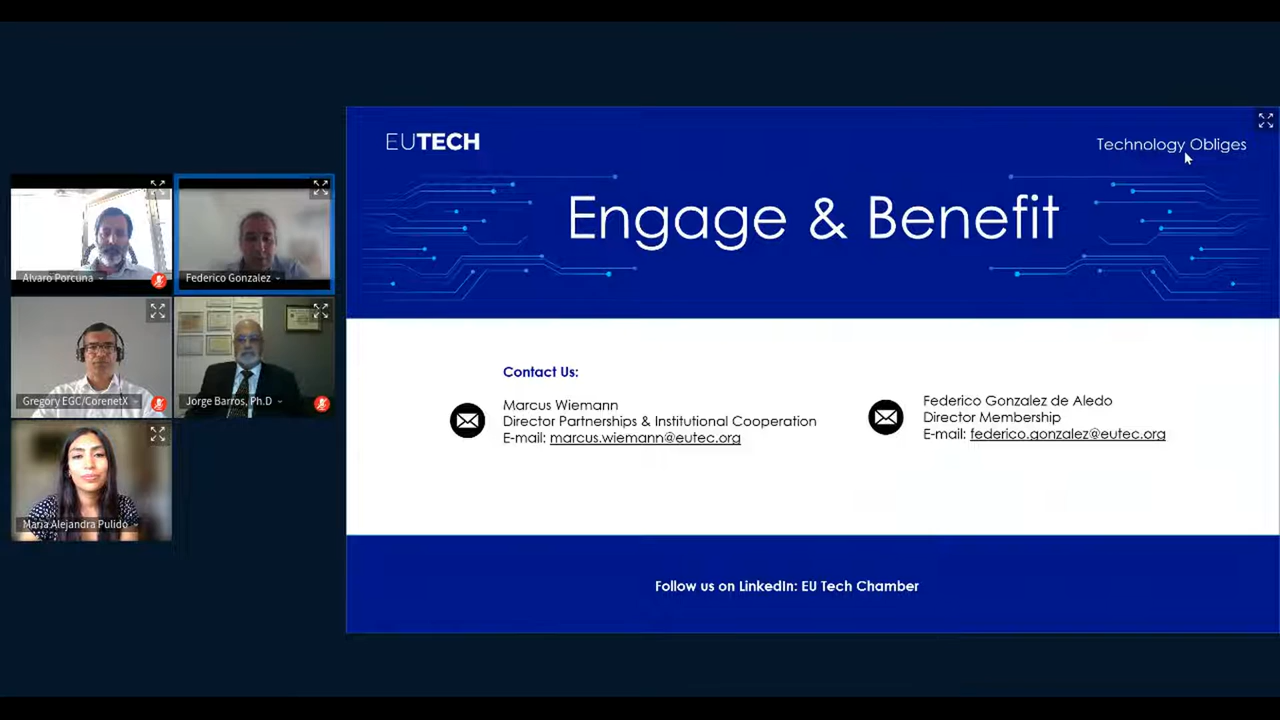 Alvaro Porcuna
Federico Gonzalez
Gregory EGC/CorenetX
Jorge Barros, Ph.D
Maria Alejandra Pulido
EUTECH
Technology Obliges
Engage & Benefit
Contact Us:
Marcus Wiemann
Director Partnerships & Institutional Cooperation
E-mail: marcus.wiemann@eutec.org
Federico Gonzalez de Aledo
Director Membership
E-mail: federico.gonzalez@eutec.org
Follow us on LinkedIn: EU Tech Chamber